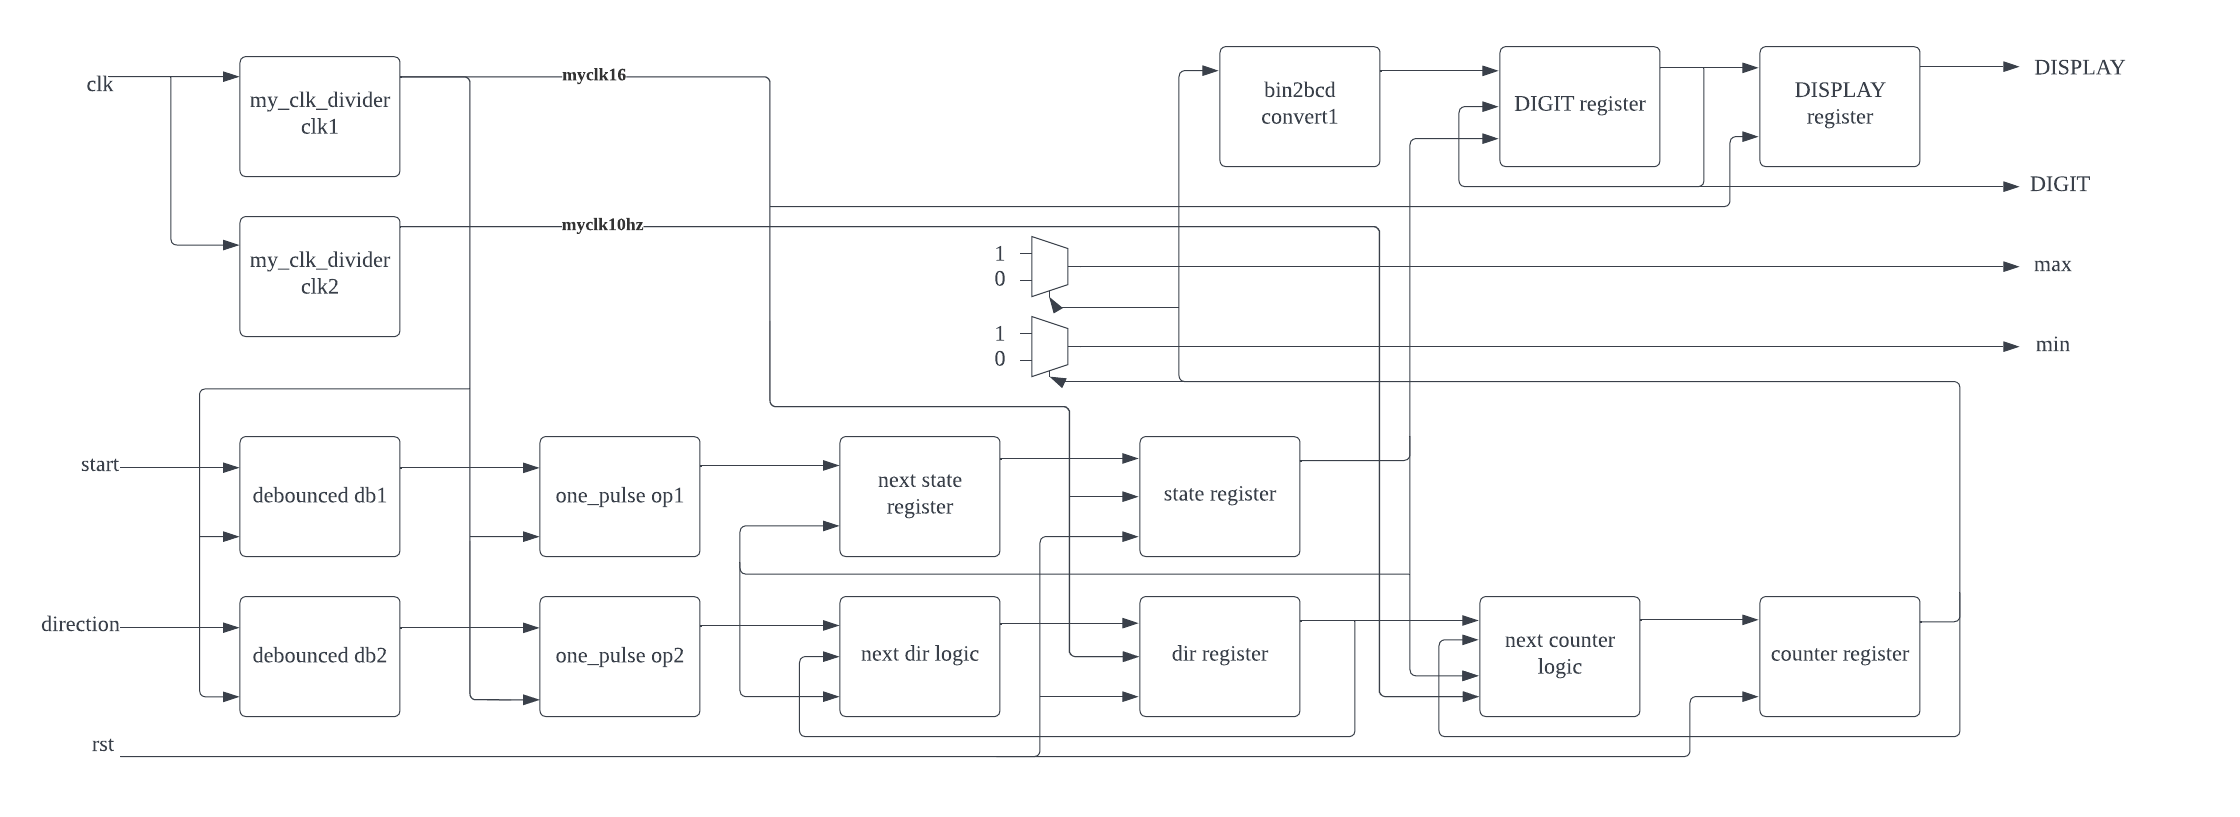 clk
my_clk_divider
clk1
myclk16
bin2bcd
convert1
DIGIT register
DISPLAY
register
DISPLAY
DIGIT
my_clk_divider
clk2
myclk10hz
1
0
max
1
0
min
start
debounced db1
one_pulse op1
next state
register
state register
direction
debounced db2
one_pulse op2
next dir logic
dir register
next counter
logic
counter register
rst